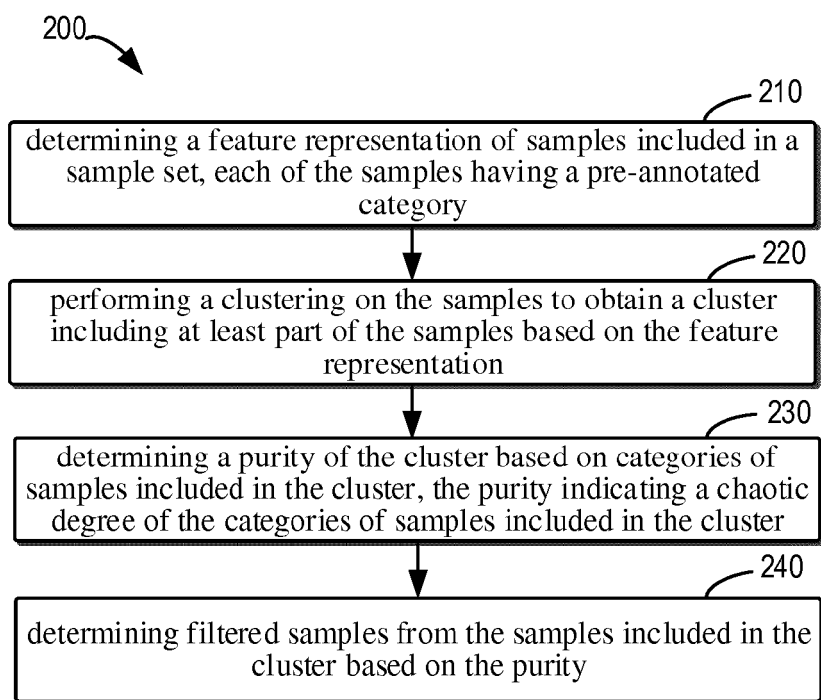 200
210
determining a feature representation of samples included in a
sample set, each of the samples having a pre-annotated
category
220
performing a clustering on the samples to obtain a cluster
including at least part of the samples based on the feature
representation
230
determining a purity of the cluster based on categories of
samples included in the cluster, the purity indicating a chaotic
degree of the categories of samples included in the cluster
240
determining filtered samples from the samples included in the
cluster based on the purity